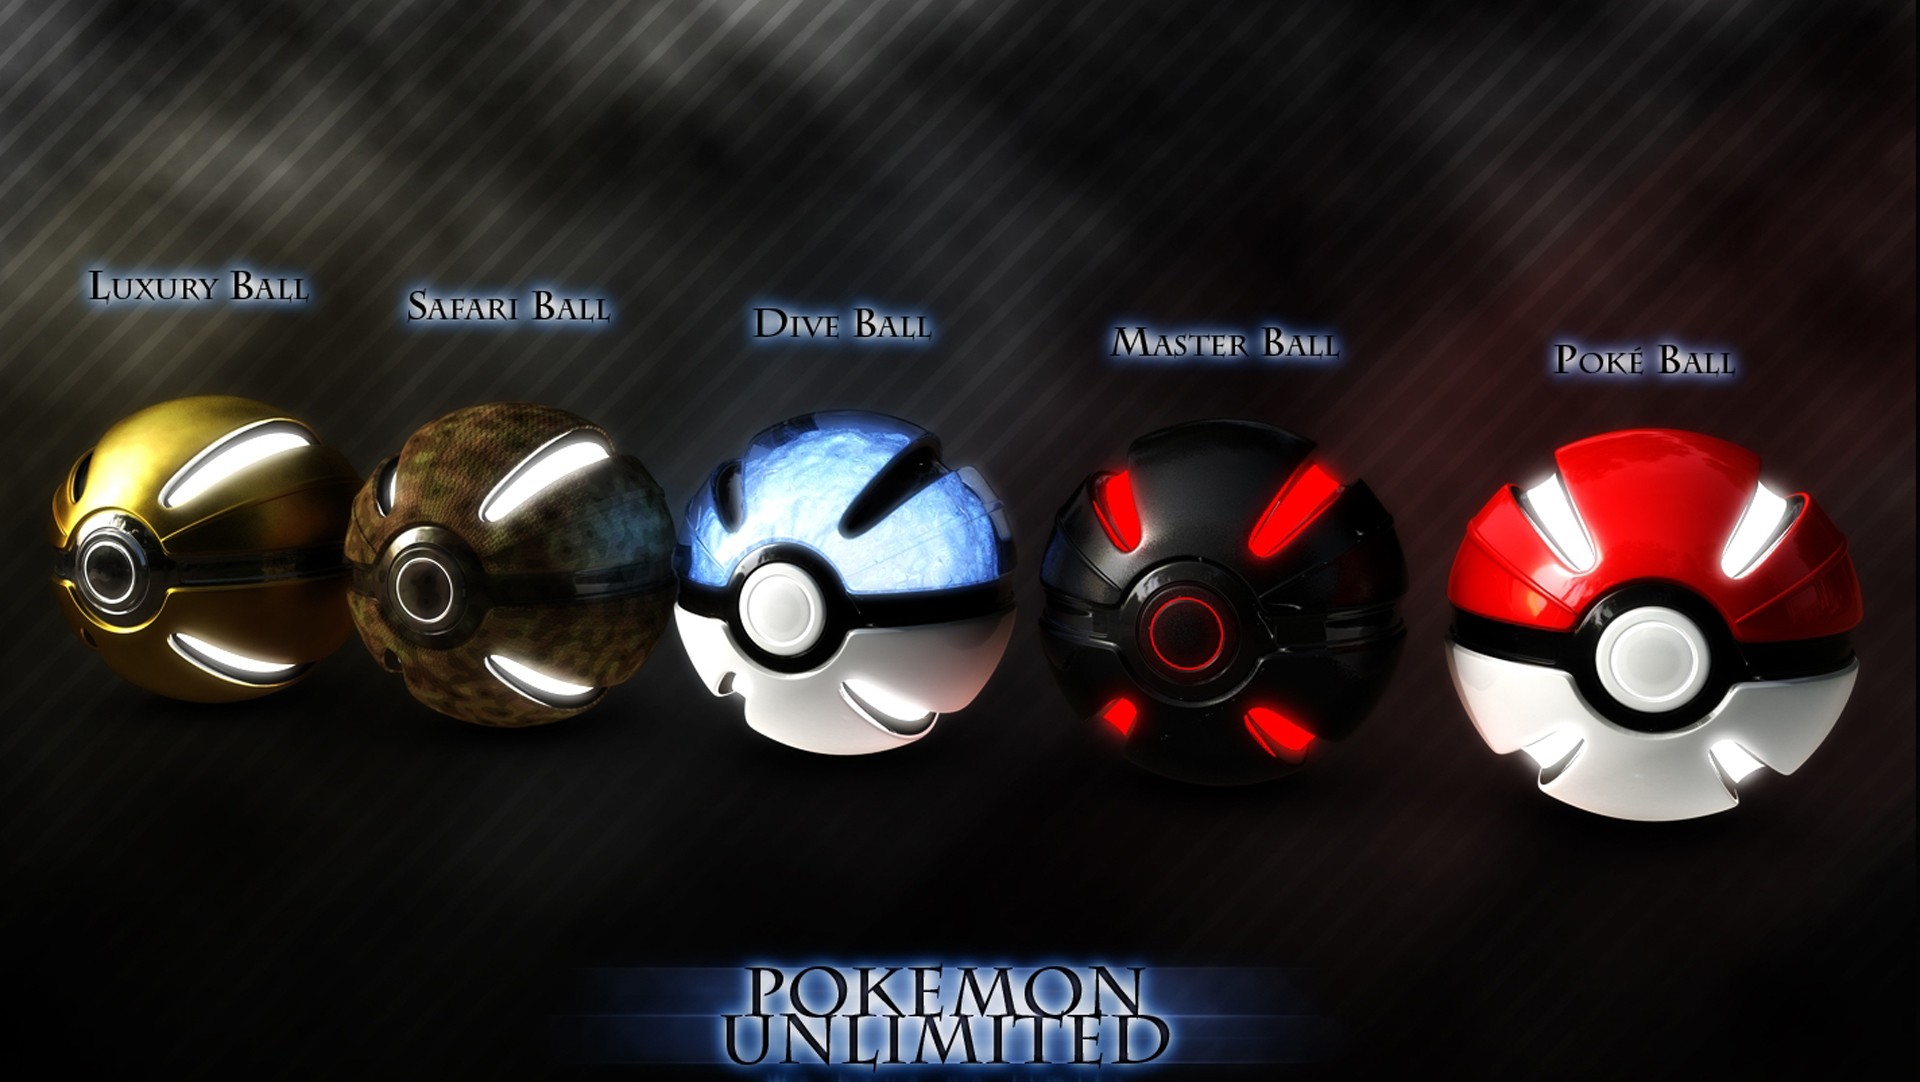 Luxury Ball
Safari Ball
Dive Ball
Master Ball
Poké Ball
POKEMON
UNLIMITED